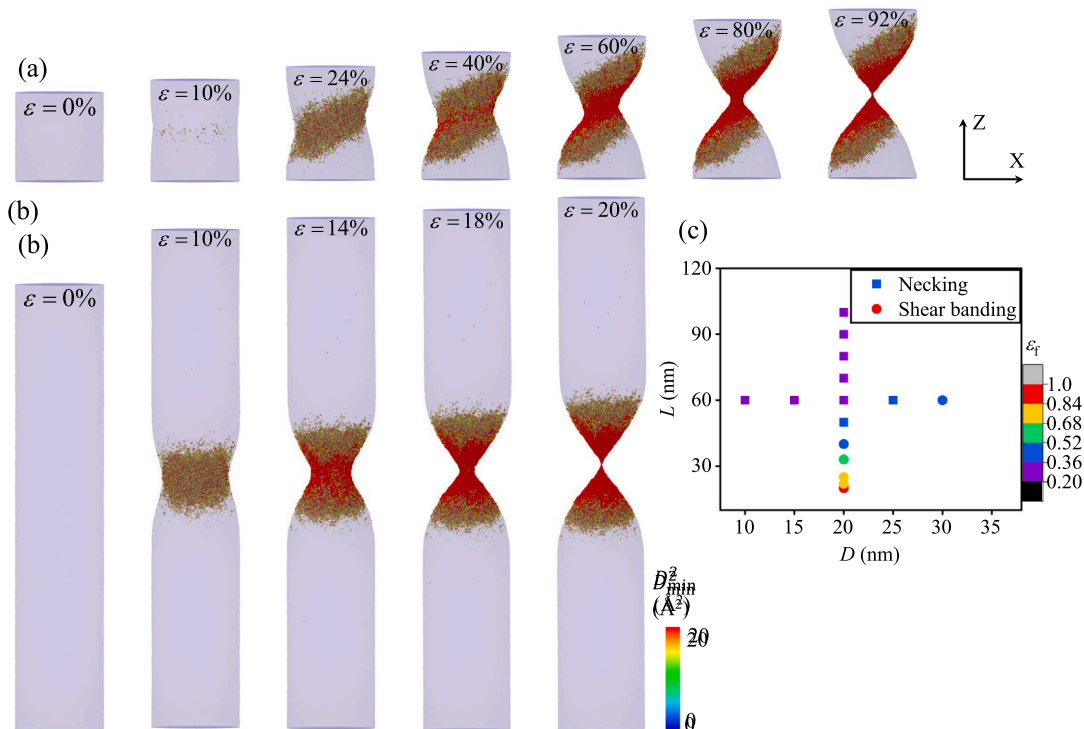 (a)
ε = 0%
ε = 10%
ε = 24%
ε = 40%
ε = 60%
ε = 80%
ε = 92%
Z
X
(b)
(b)
ε = 0%
ε = 10%
ε = 14%
ε = 18%
ε = 20%
D²min
(Å²)
20
20
0
0
(c)
Necking
Shear banding
L (nm)
120
90
60
30
10 15 20 25 30 35
D (nm)
εf
1.0
0.84
0.68
0.52
0.36
0.20